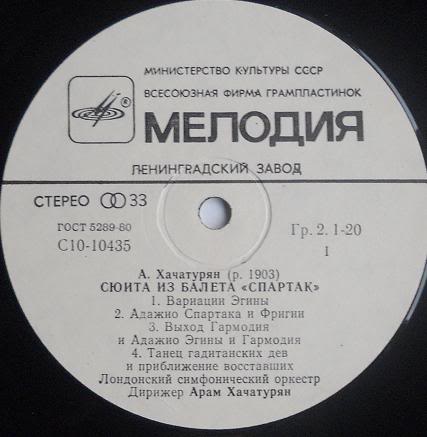 МИНИСТЕРСТВО КУЛЬТУРЫ СССР
ВСЕСОЮЗНАЯ ФИРМА ГРАМПЛАСТИНОК
®
МЕЛОДИЯ
ЛЕНИНГРАДСКИЙ ЗАВОД
СТЕРЕО 33
ГОСТ 5289-80
С10-10435
Гр. 2. 1-20
1
А. Хачатурян (р. 1903)
СЮИТА ИЗ БАЛЕТА «СПАРТАК»
1. Вариации Эгины
2. Адажио Спартака и Фригии
3. Выход Гармодия
и Адажио Эгины и Гармодия
4. Танец гадитанских дев
и приближение восставших
Лондонский симфонический оркестр
Дирижер Арам Хачатурян